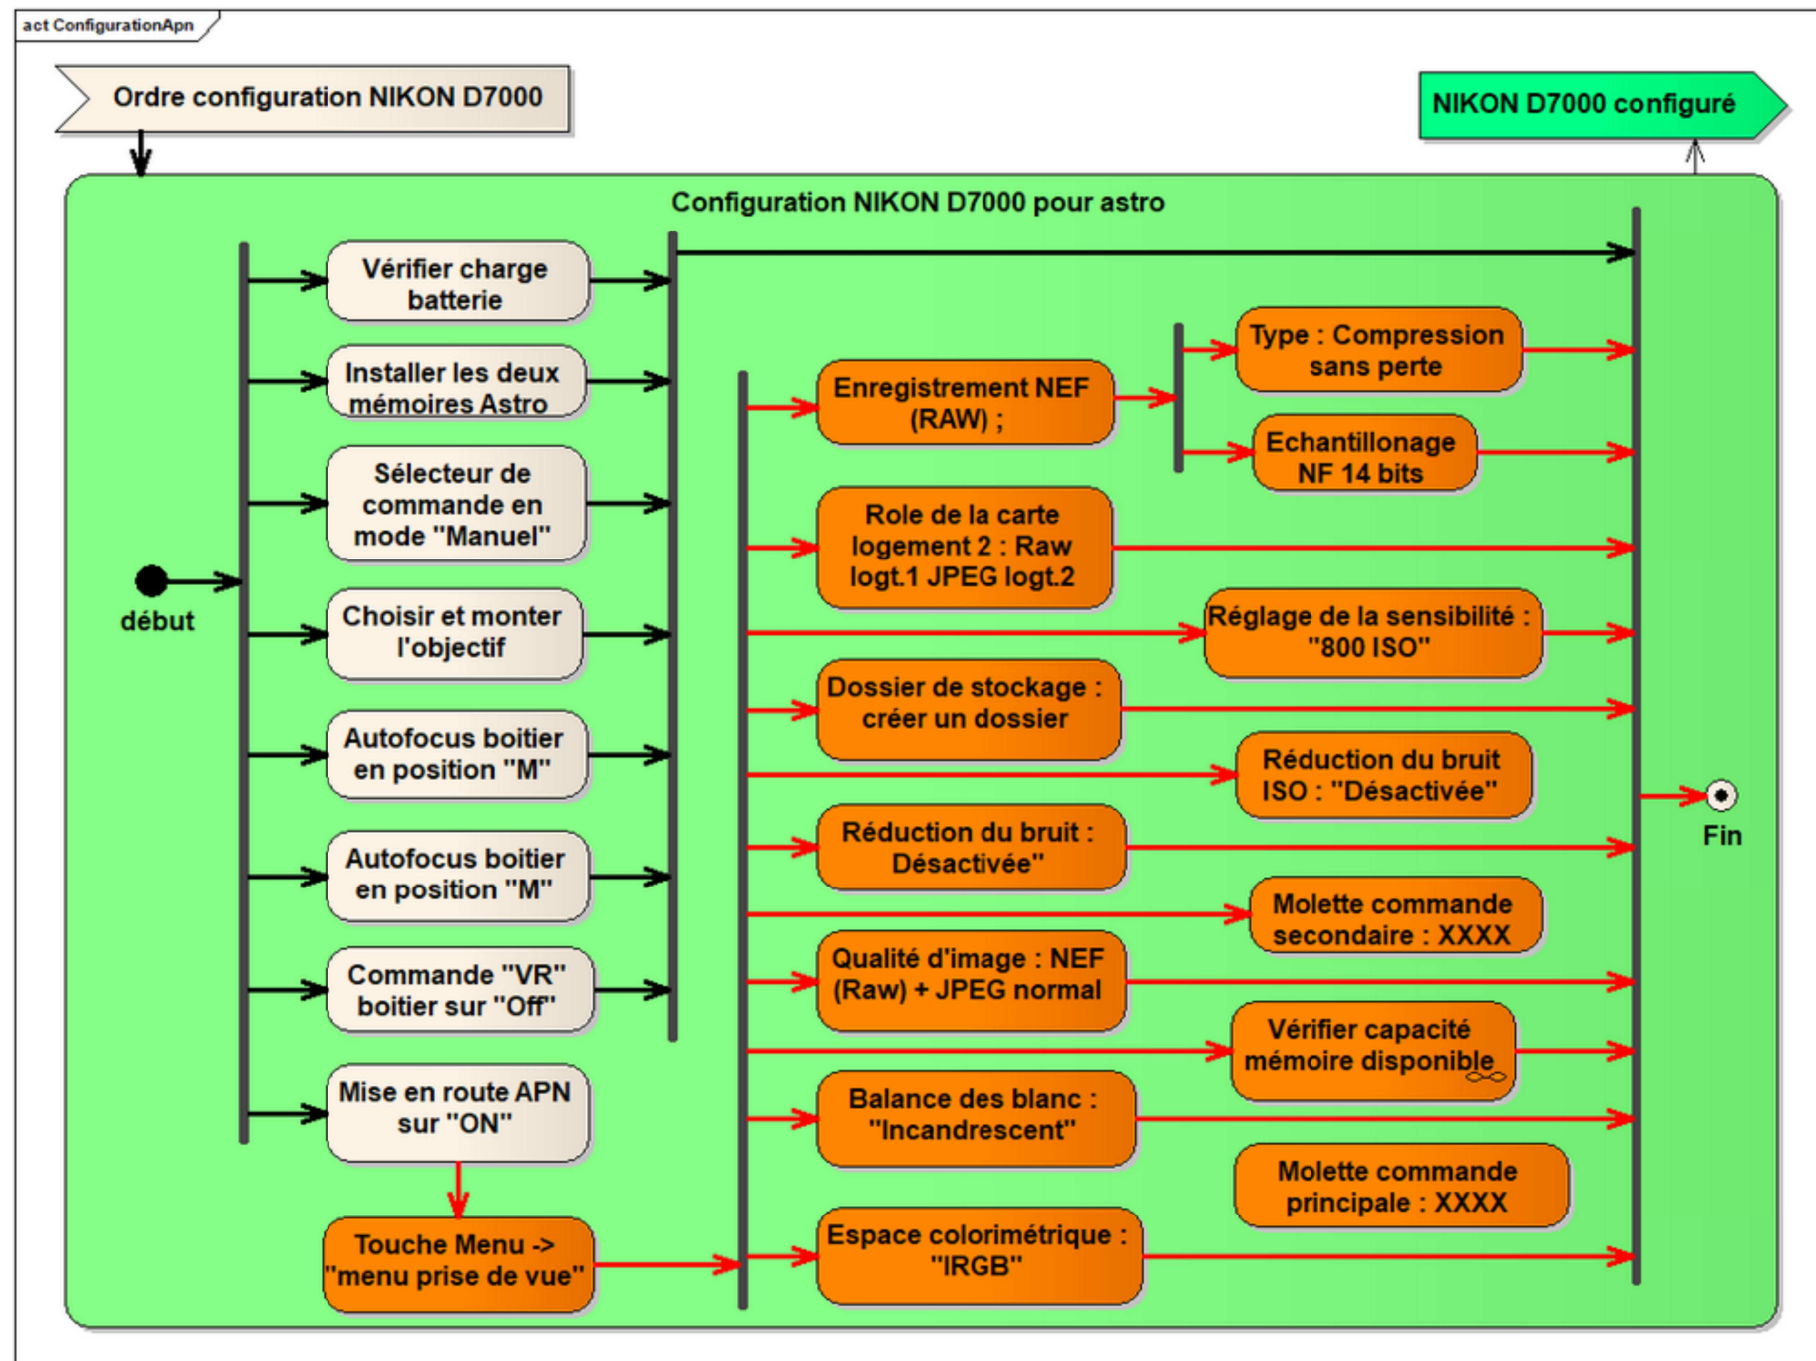 act ConfigurationApn
Ordre configuration NIKON D7000
NIKON D7000 configuré
Configuration NIKON D7000 pour astro
début
Vérifier charge
batterie
Installer les deux
mémoires Astro
Sélecteur de
commande en
mode "Manuel"
Choisir et monter
l'objectif
Autofocus boitier
en position "M"
Autofocus boitier
en position "M"
Commande "VR"
boitier sur "Off"
Mise en route APN
sur "ON"
Touche Menu ->
"menu prise de vue"
Enregistrement NEF
(RAW) ;
Type : Compression
sans perte
Echantillonage
NF 14 bits
Role de la carte
logement 2 : Raw
logt.1 JPEG logt.2
Réglage de la sensibilité :
"800 ISO"
Dossier de stockage :
créer un dossier
Réduction du bruit
ISO : "Désactivée"
Réduction du bruit :
Désactivée"
Molette commande
secondaire : XXXX
Qualité d'image : NEF
(Raw) + JPEG normal
Vérifier capacité
mémoire disponible
Balance des blanc :
"Incandrescent"
Molette commande
principale : XXXX
Espace colorimétrique :
"IRGB"
Fin